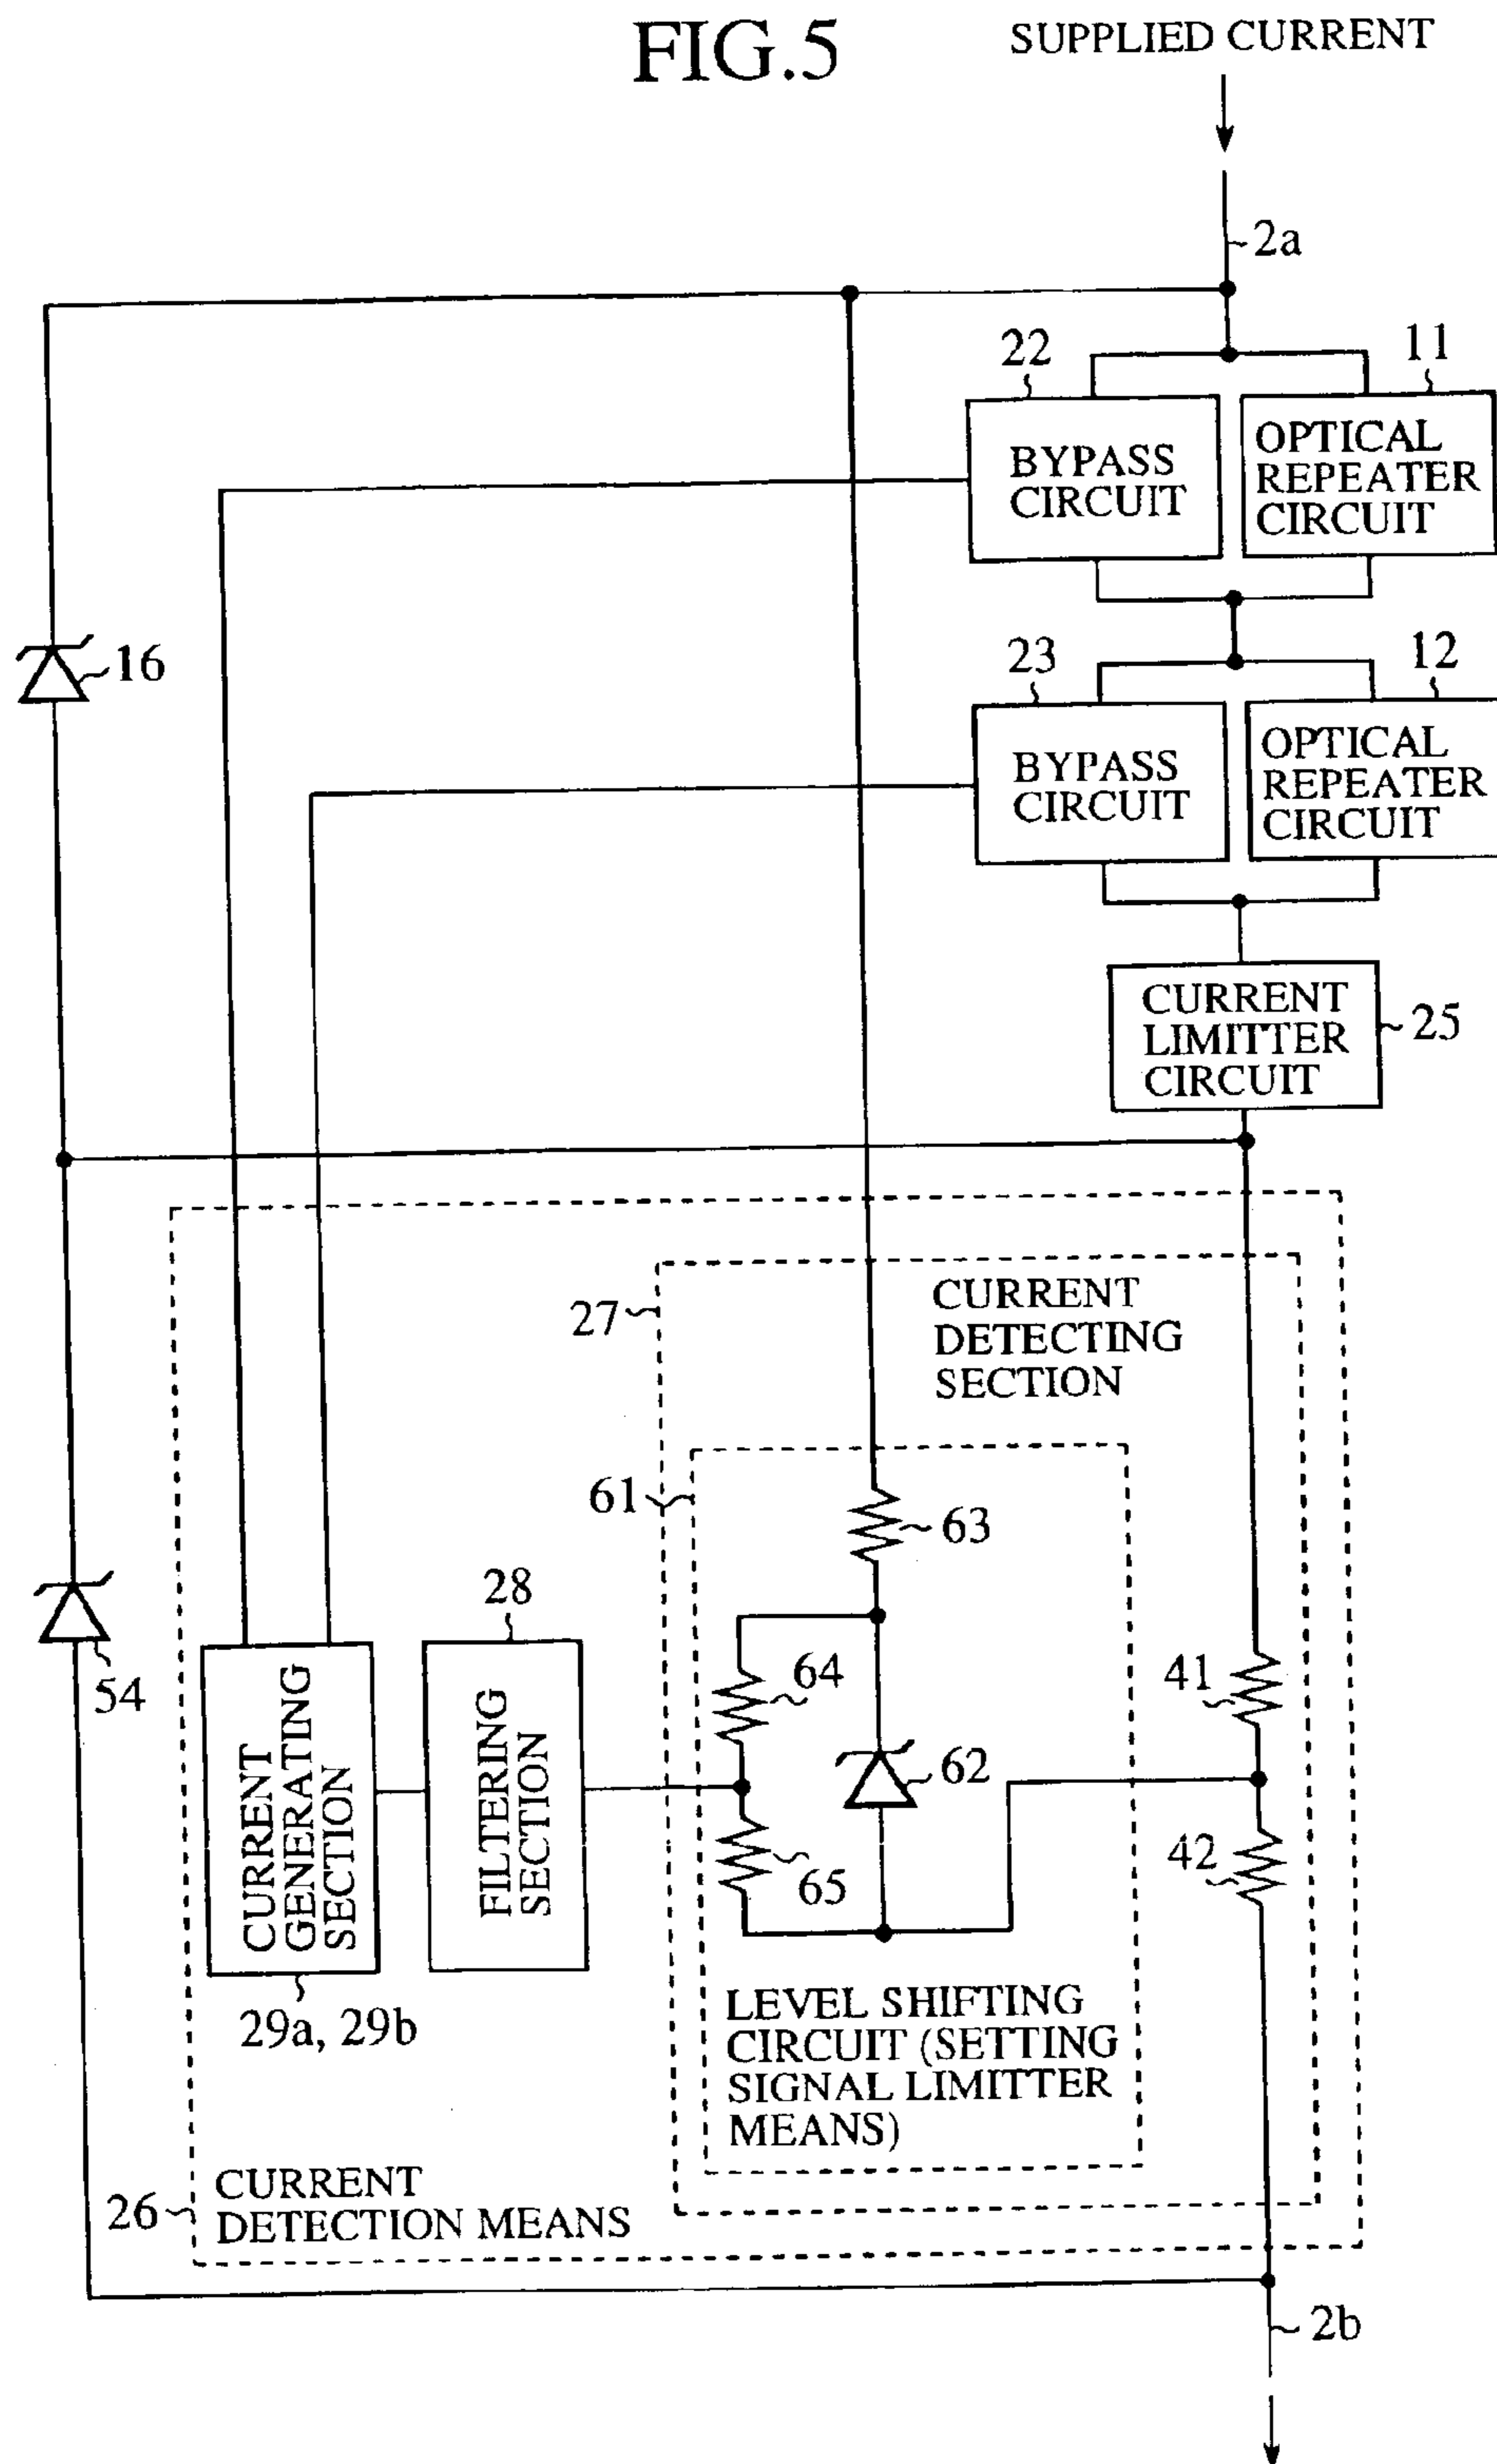 FIG.5
SUPPLIED CURRENT
2a
22
11
BYPASS
CIRCUIT
OPTICAL
REPEATER
CIRCUIT
16
23
12
BYPASS
CIRCUIT
OPTICAL
REPEATER
CIRCUIT
CURRENT
LIMITTER
CIRCUIT
25
27
CURRENT
DETECTING
SECTION
61
63
28
54
64
41
CURRENT
GENERATING
SECTION
FILTERING
SECTION
62
65
42
29a, 29b
LEVEL SHIFTING
CIRCUIT (SETTING
SIGNAL LIMITTER
MEANS)
26
CURRENT
DETECTION MEANS
2b